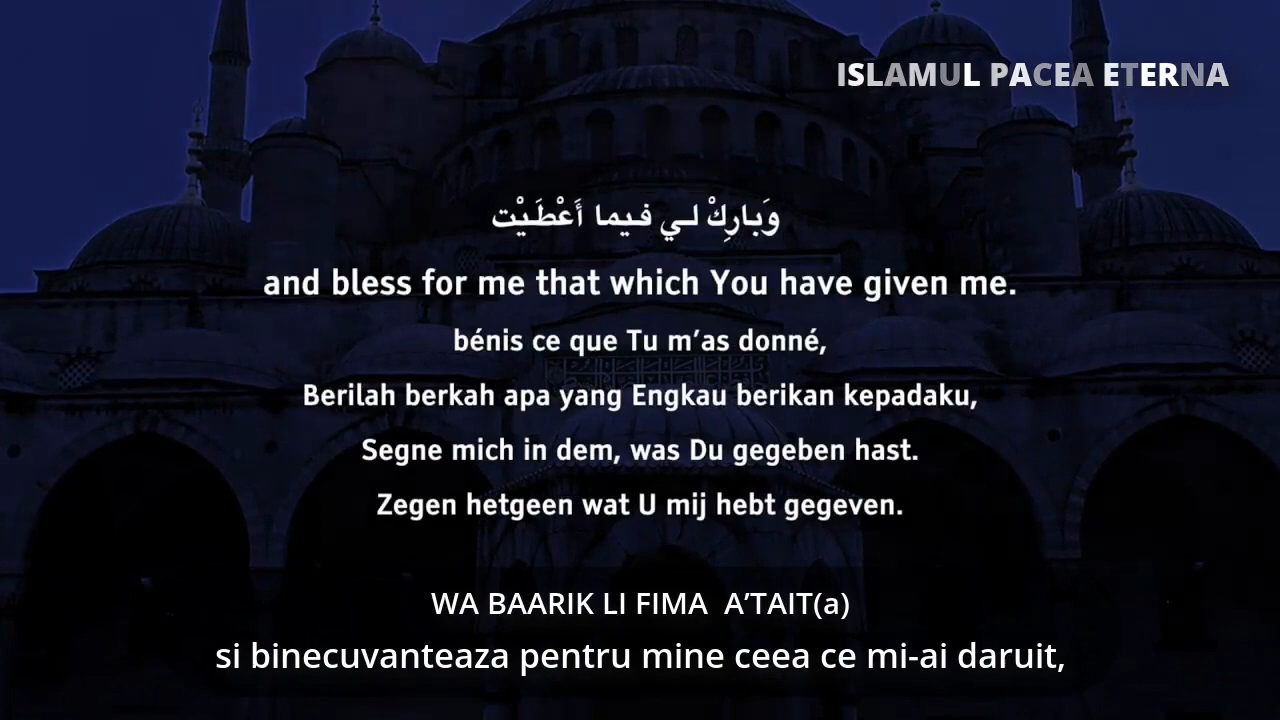 ISLAMUL PACEA ETERNA
وَبارِكْ لي فيما أَعْطَيْت
and bless for me that which You have given me.
bénis ce que Tu m’as donné,
Berilah berkah apa yang Engkau berikan kepadaku,
Segne mich in dem, was Du gegeben hast.
Zegen hetgeen wat U mij hebt gegeven.
WA BAARIK LI FIMA A’TAIT(a)
si binecuvanteaza pentru mine ceea ce mi-ai daruit,